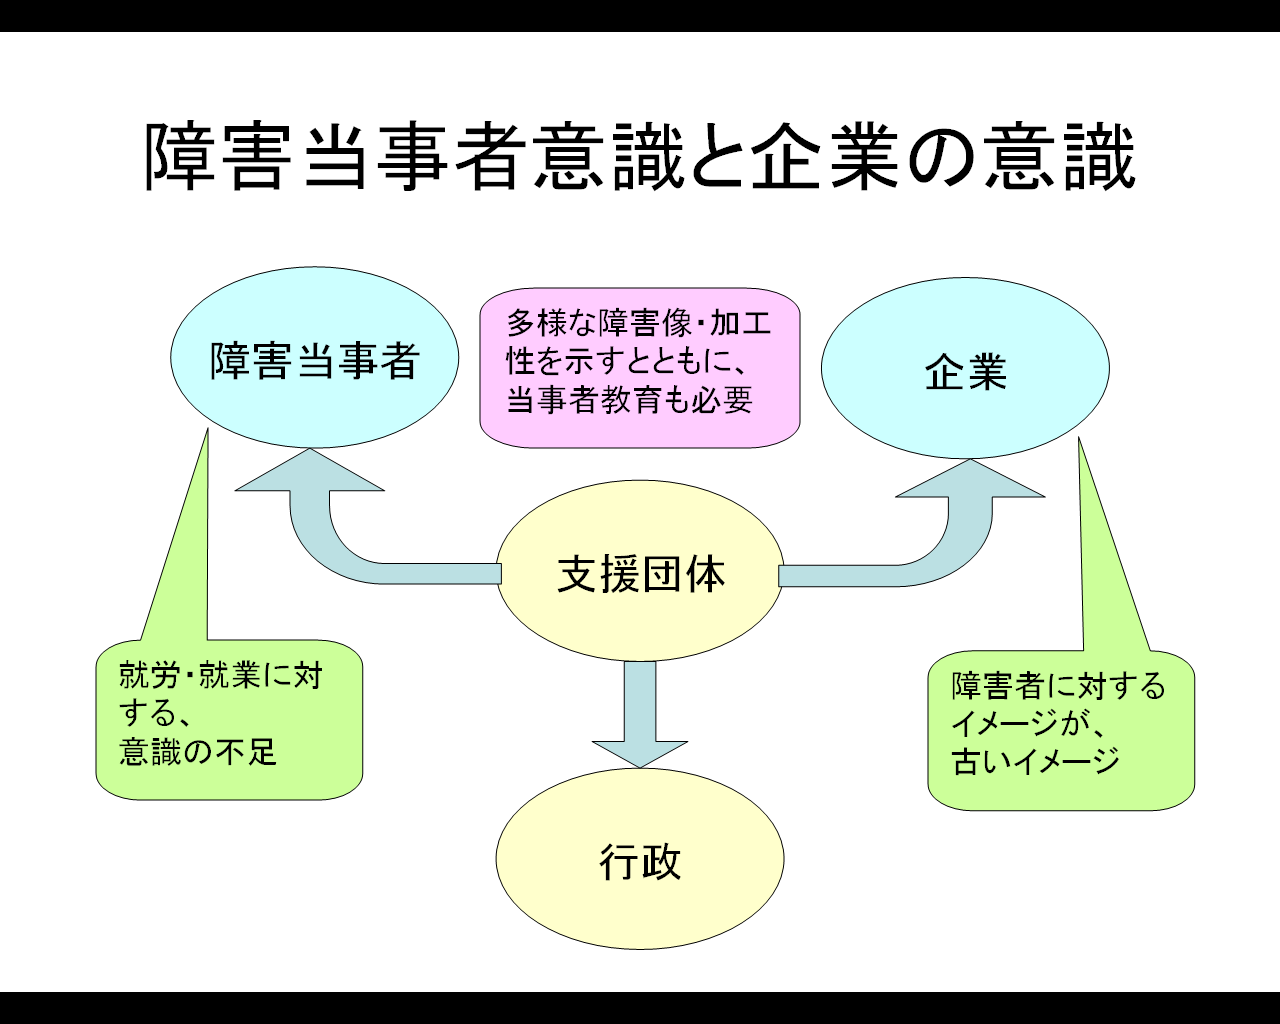 障害当事者意識と企業の意識
障害当事者
多様な障害像・加工
性を示すとともに、
当事者教育も必要
企業
支援団体
就労・就業に対
する、
意識の不足
障害者に対する
イメージが、
古いイメージ
行政